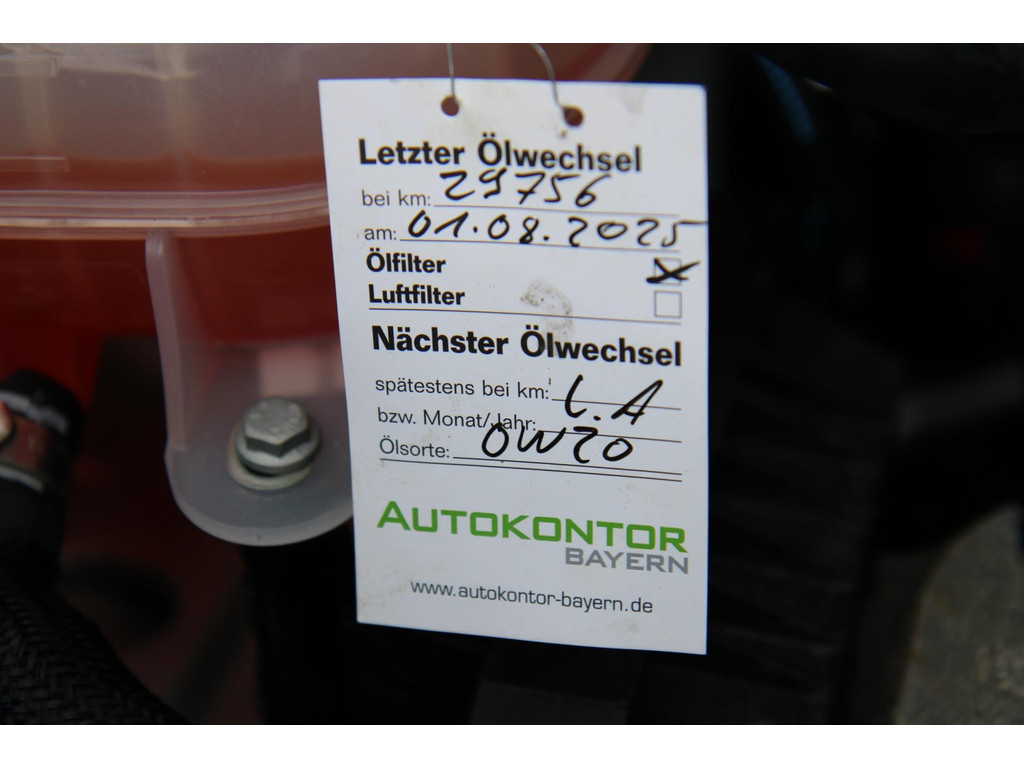 Letzter Ölwechsel
bei km: 29756
am: 01.08.2025
Ölfilter
Luftfilter
Nächster Ölwechsel
spätestens bei km: i.A
bzw. Monat/Jahr:
Ölsorte: 0W20
AUTOKONTOR
BAYERN
www.autokontor-bayern.de